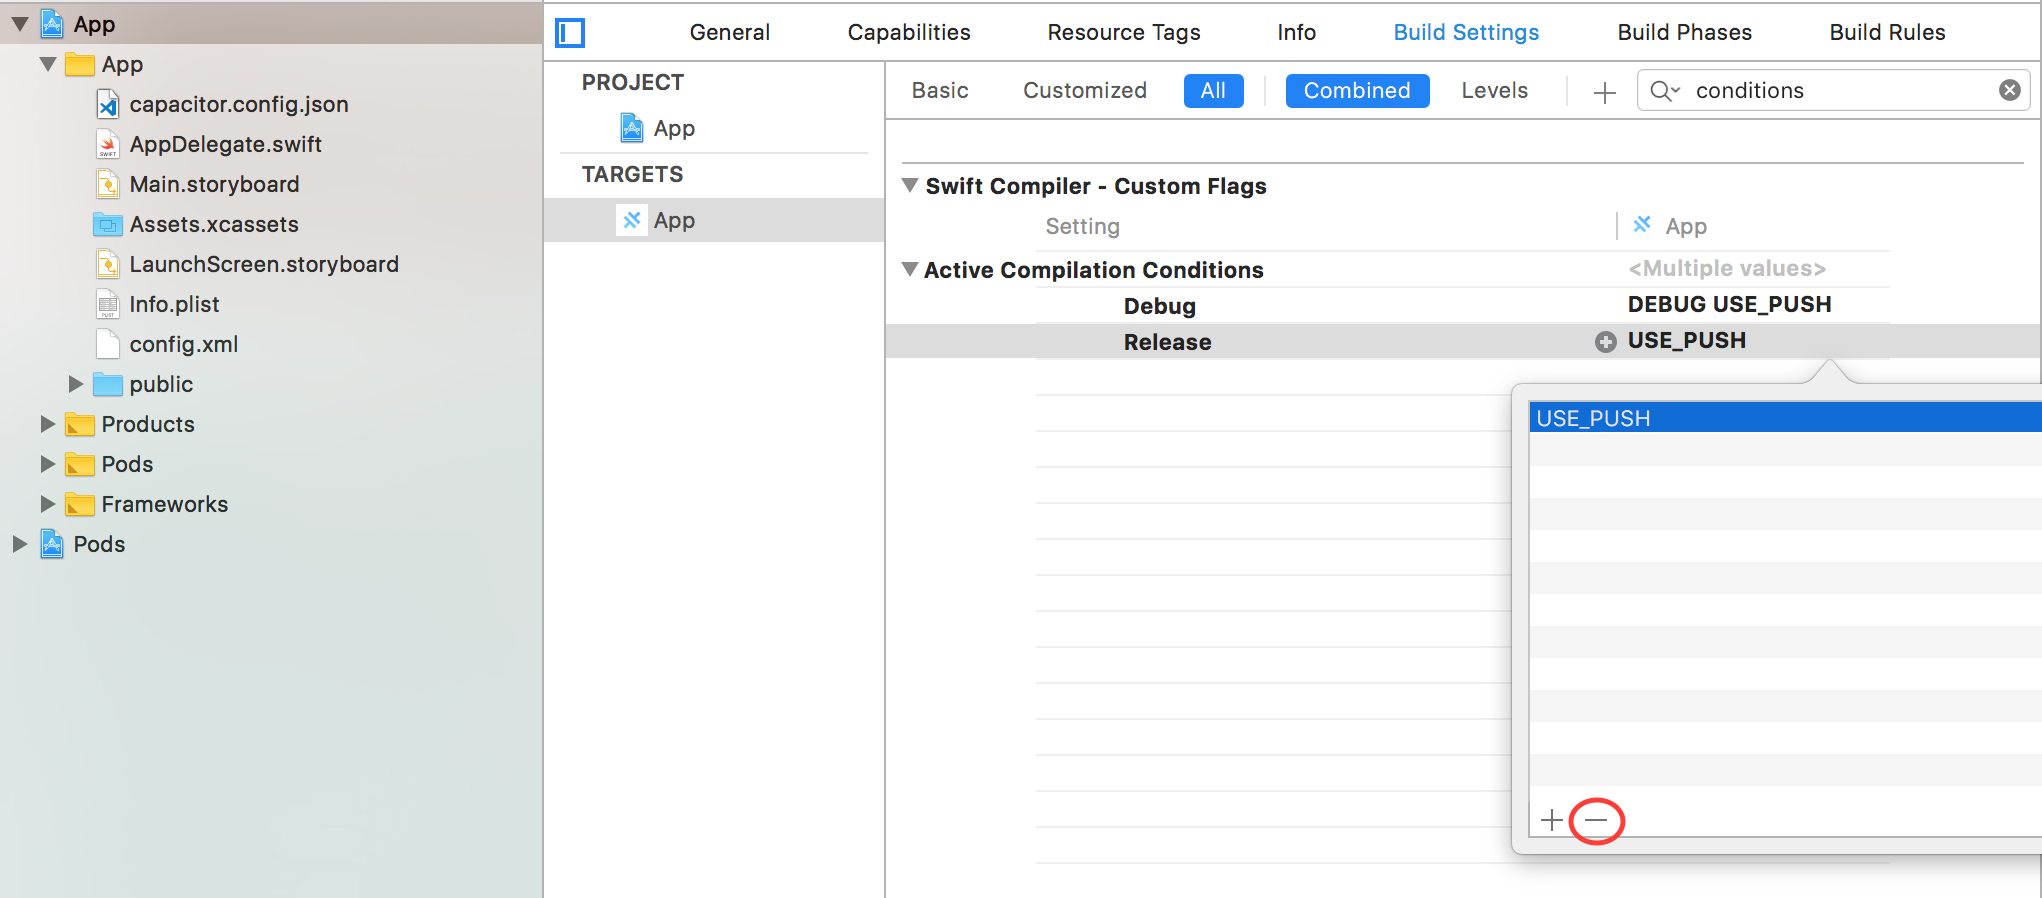 App
App
capacitor.config.json
AppDelegate.swift
Main.storyboard
Assets.xcassets
LaunchScreen.storyboard
Info.plist
config.xml
public
Products
Pods
Frameworks
Pods
General Capabilities Resource Tags Info Build Settings Build Phases Build Rules
PROJECT
App
TARGETS
App
Basic Customized All Combined Levels conditions
Swift Compiler - Custom Flags
Setting App
Active Compilation Conditions <Multiple values>
Debug DEBUG USE_PUSH
Release USE_PUSH
USE_PUSH